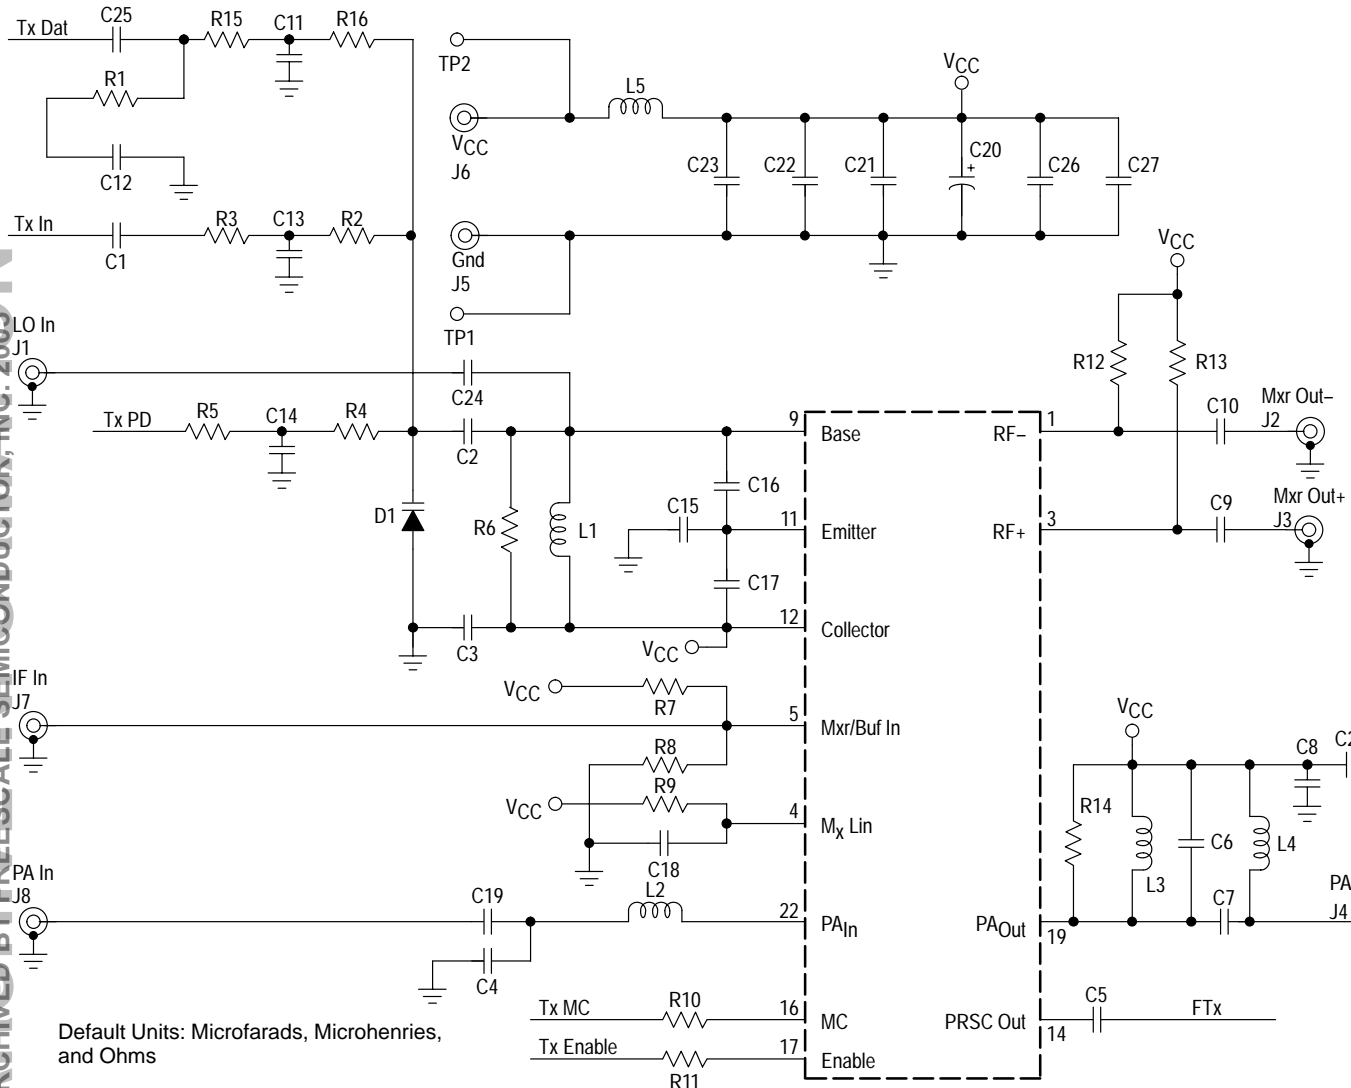 Tx Dat
C25
R15
C11
R16
R1
C12
Tx In
C1
R3
C13
R2
TP2
VCC
J6
L5
VCC
C23
C22
C21
C20
+
C26
C27
Gnd
J5
TP1
LO In
J1
C24
Tx PD
R5
C14
R4
C2
D1
R6
L1
C15
C16
C17
C3
VCC
VCC
R12
R13
C10
Mxr Out–
J2
C9
Mxr Out+
J3
9
Base
RF–
1
11
Emitter
RF+
3
12
Collector
IF In
J7
VCC
R7
5
Mxr/Buf In
R8
VCC
R9
4
Mx Lin
C18
PA In
J8
C19
L2
22
PAIn
C4
VCC
R14
L3
C6
L4
C8
C7
PA
J4
PAOut
19
Tx MC
R10
16
MC
PRSC Out
14
C5
FTx
Tx Enable
R11
17
Enable
Default Units: Microfarads, Microhenries,
and Ohms
ARCHIVED BY FREESCALE SEMICONDUCTOR, INC. 2005